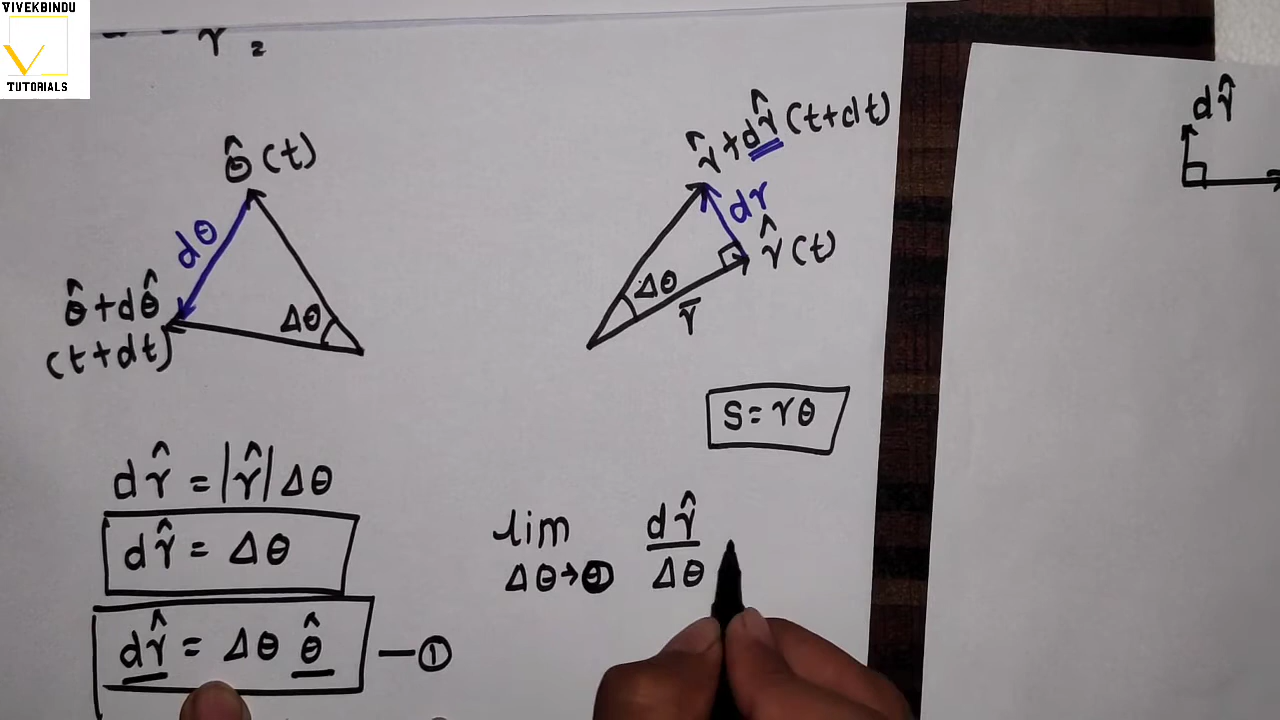 VIVEKBINDU
TUTORIALS
γ 2
θ̂ (t)
dθ
θ̂ + dθ̂
(t+dt)
Δθ
r̂ + dr̂ (t+dt)
dr
r̂ (t)
Δθ
r̄
dr̂
S = rθ
dr̂ = |r̂| Δθ
dr̂ = Δθ
dr̂ = Δθ θ̂ — ①
lim dr̂
Δθ→0 Δθ